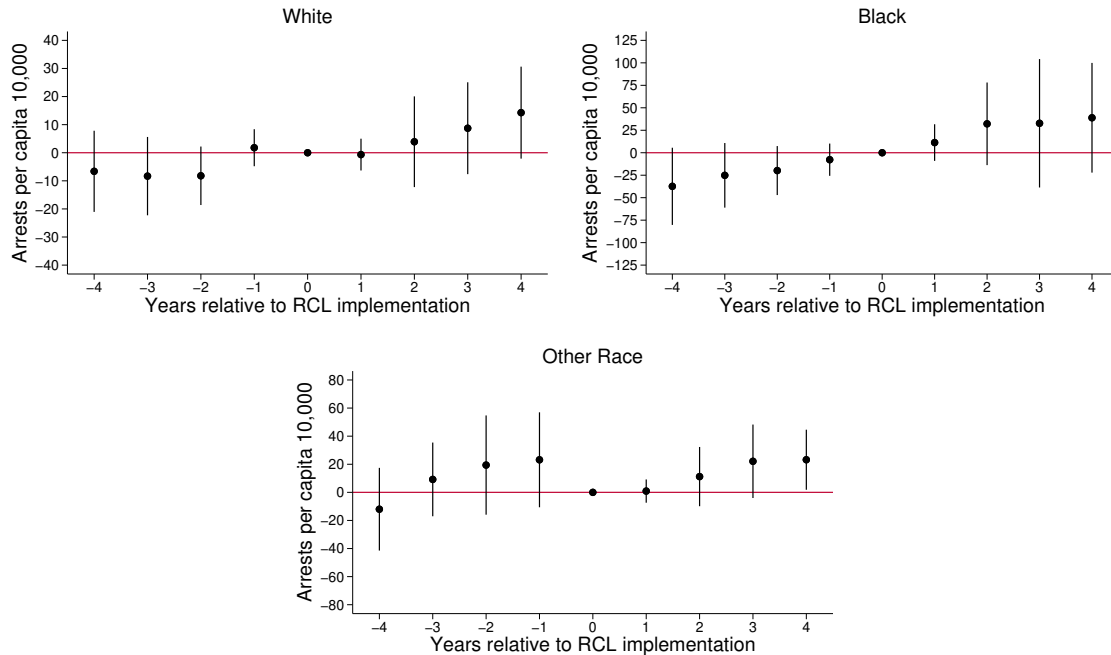 White
Arrests per capita 10,000
40
30
20
10
0
−10
−20
−30
−40
−4 −3 −2 −1 0 1 2 3 4
Years relative to RCL implementation
Black
Arrests per capita 10,000
125
100
75
50
25
0
−25
−50
−75
−100
−125
−4 −3 −2 −1 0 1 2 3 4
Years relative to RCL implementation
Other Race
Arrests per capita 10,000
80
60
40
20
0
−20
−40
−60
−80
−4 −3 −2 −1 0 1 2 3 4
Years relative to RCL implementation